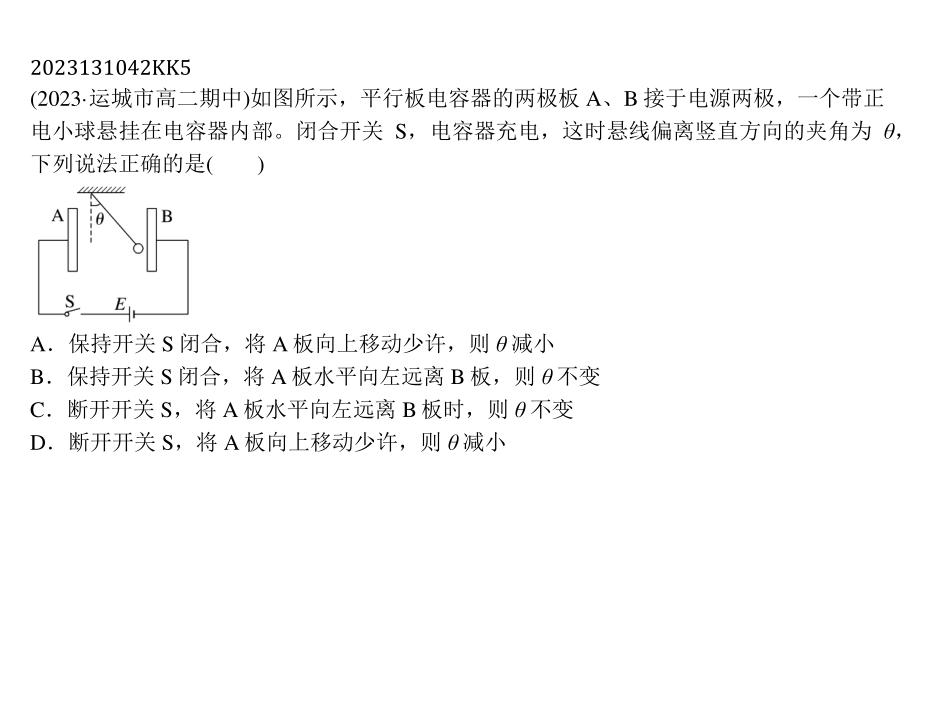 2023131042KK5
(2023·运城市高二期中)如图所示，平行板电容器的两极板 A、B 接于电源两极，一个带正
电小球悬挂在电容器内部。闭合开关 S，电容器充电，这时悬线偏离竖直方向的夹角为 θ，
下列说法正确的是(　　)
A θ B
S E
A．保持开关 S 闭合，将 A 板向上移动少许，则 θ 减小
B．保持开关 S 闭合，将 A 板水平向左远离 B 板，则 θ 不变
C．断开开关 S，将 A 板水平向左远离 B 板时，则 θ 不变
D．断开开关 S，将 A 板向上移动少许，则 θ 减小